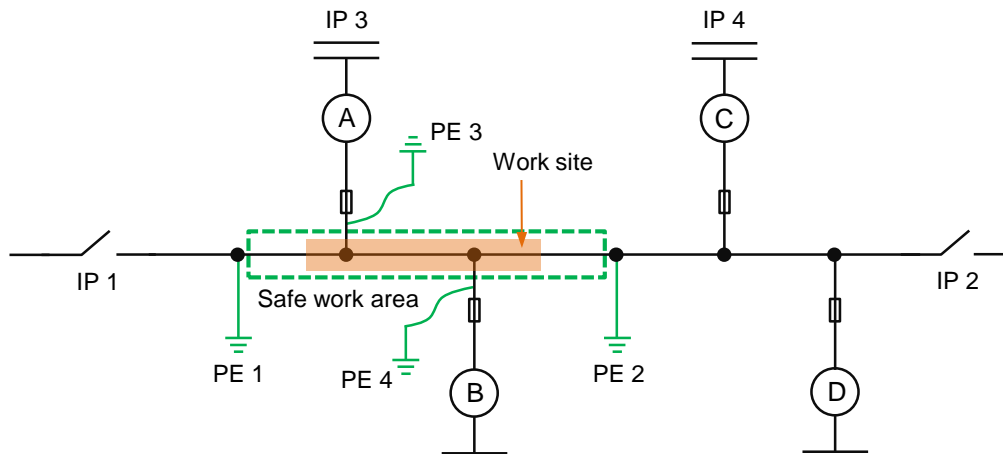 IP 3
IP 4
A
C
PE 3
Work site
IP 1
Safe work area
IP 2
PE 1
PE 4
B
PE 2
D